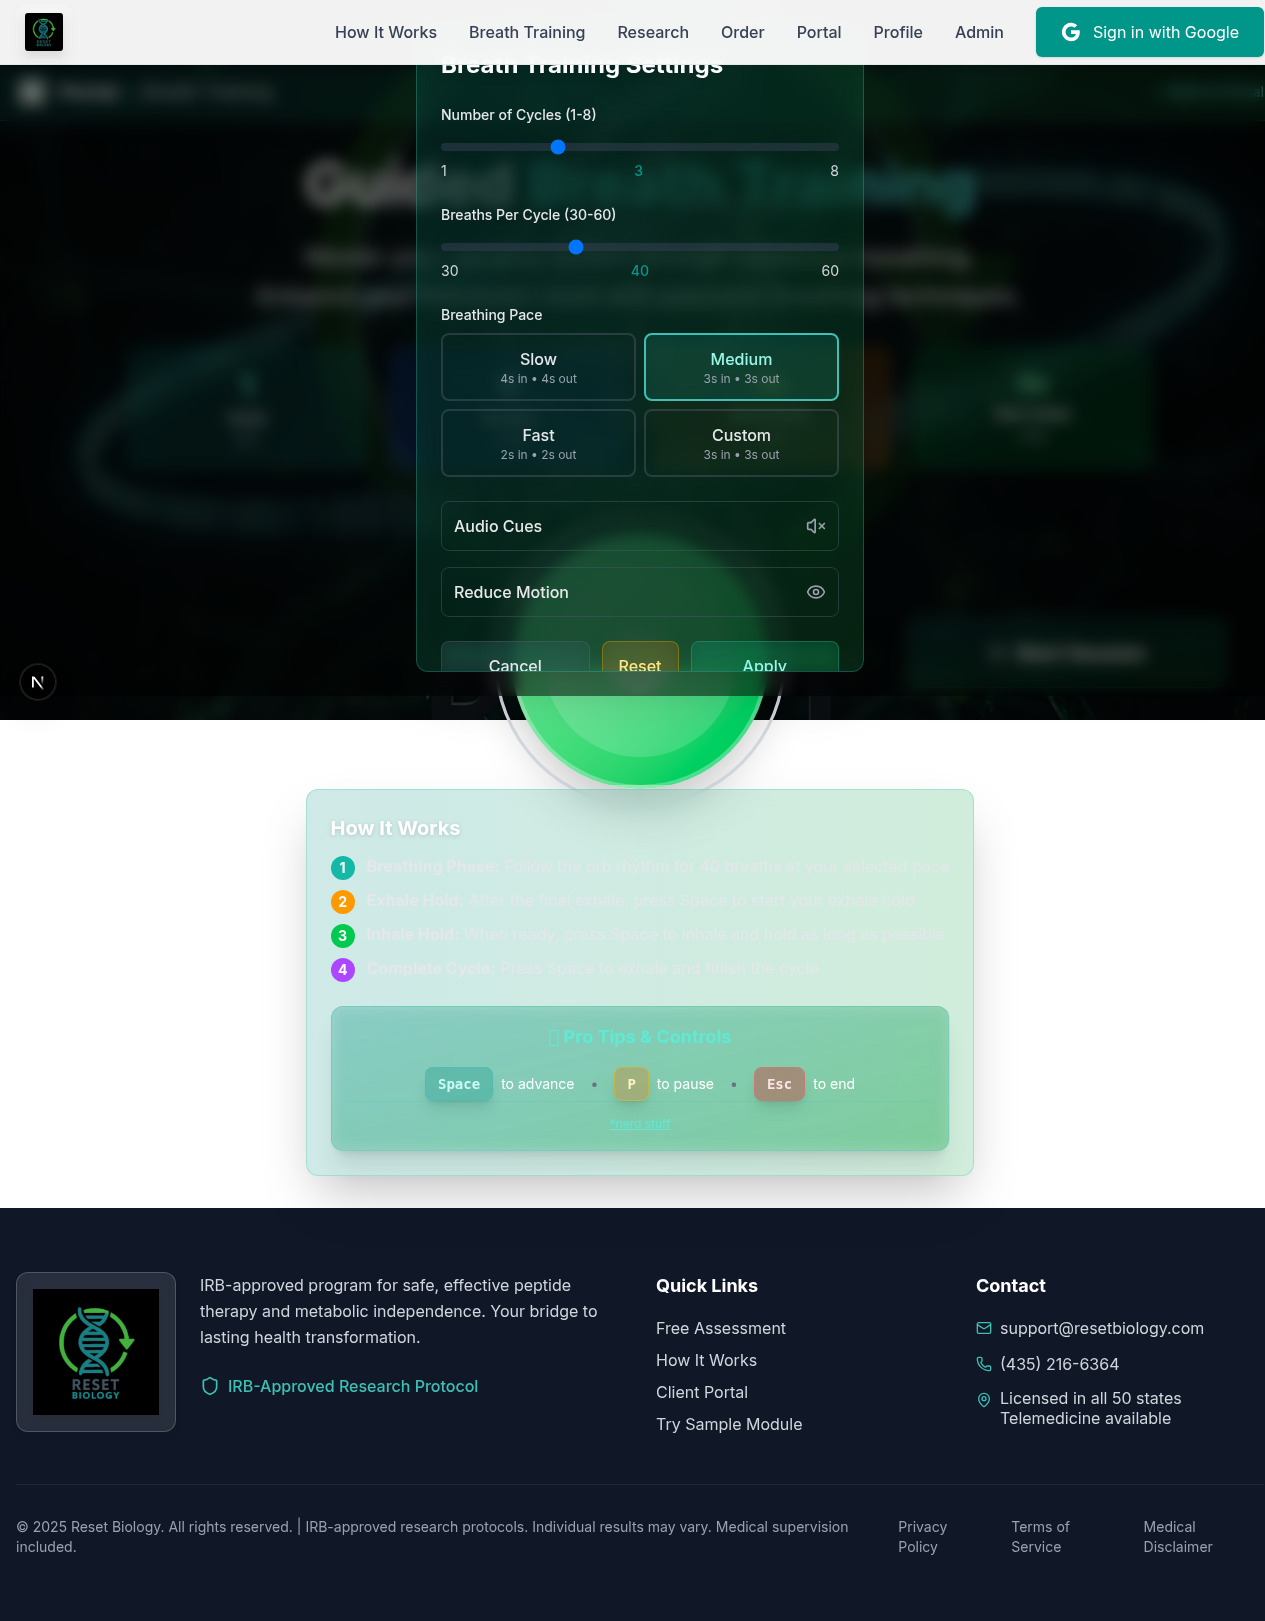 How It Works
Breath Training
Research
Order
Portal
Profile
Admin
Sign in with Google
Breath Training Settings
Number of Cycles (1-8)
1
3
8
Guided Breath Training
Breaths Per Cycle (30-60)
30
40
60
Breathing Pace
Slow
4s in • 4s out
Medium
3s in • 3s out
Fast
2s in • 2s out
Custom
3s in • 3s out
Audio Cues
Reduce Motion
Cancel
Reset
Apply
N
How It Works
1 Breathing Phase: Follow the orb rhythm for 40 breaths at your selected pace
2 Exhale Hold: After the final exhale, press Space to start your exhale hold
3 Inhale Hold: When ready, press Space to inhale and hold as long as possible
4 Complete Cycle: Press Space to exhale and finish the cycle
Pro Tips & Controls
Space to advance • P to pause • Esc to end
*nerd stuff
RESET
BIOLOGY
IRB-approved program for safe, effective peptide
therapy and metabolic independence. Your bridge to
lasting health transformation.
IRB-Approved Research Protocol
Quick Links
Free Assessment
How It Works
Client Portal
Try Sample Module
Contact
support@resetbiology.com
(435) 216-6364
Licensed in all 50 states
Telemedicine available
© 2025 Reset Biology. All rights reserved. | IRB-approved research protocols. Individual results may vary. Medical supervision
included.
Privacy
Policy
Terms of
Service
Medical
Disclaimer